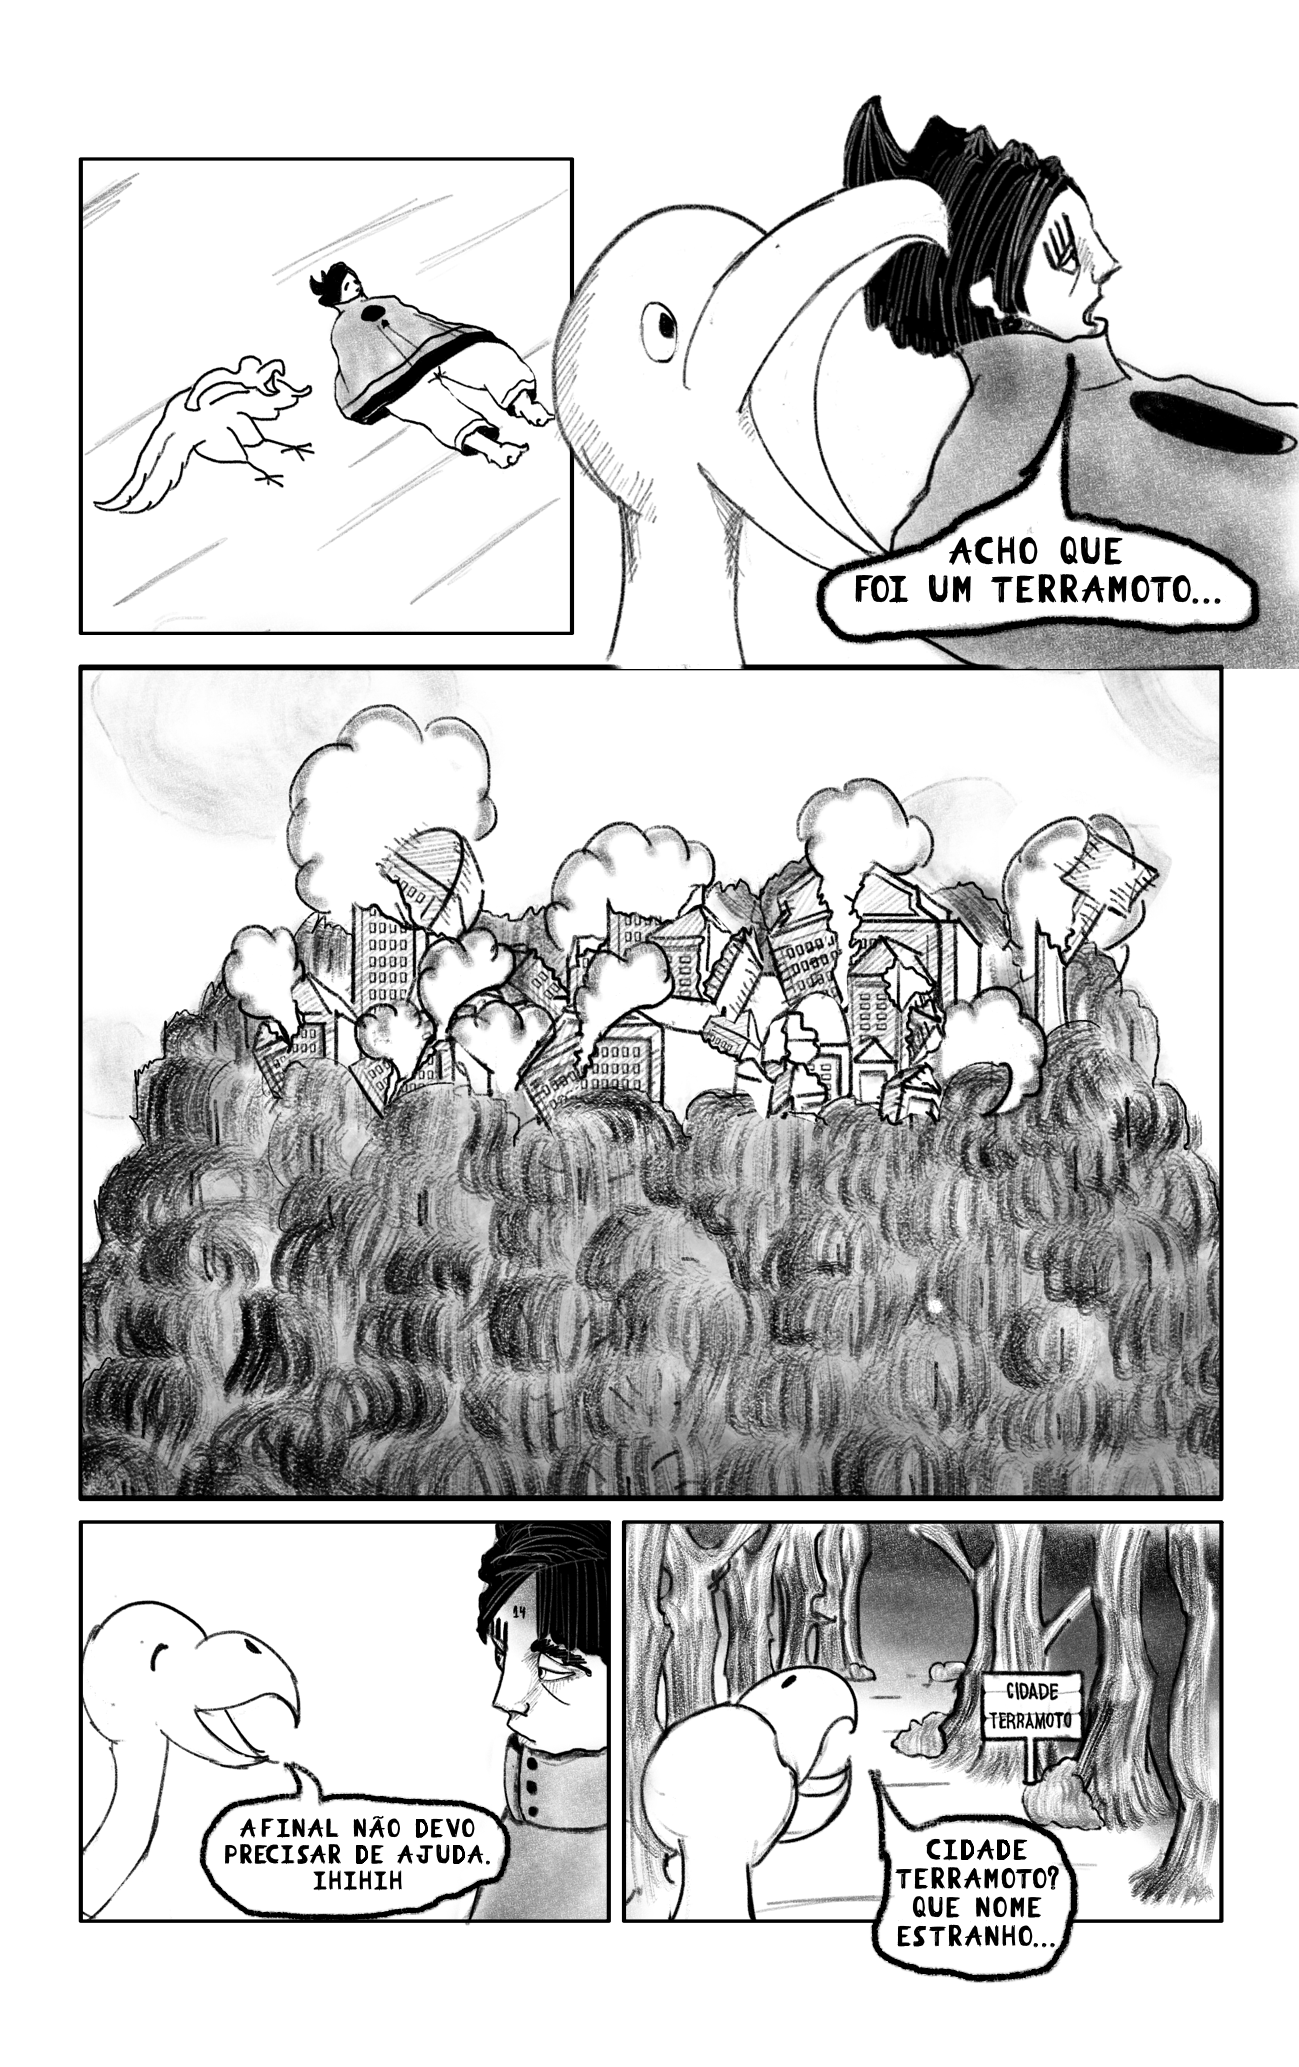 ACHO QUE
FOI UM TERRAMOTO...
14
AFINAL NÃO DEVO
PRECISAR DE AJUDA.
IHIHIH
CIDADE
TERRAMOTO
CIDADE
TERRAMOTO?
QUE NOME
ESTRANHO...